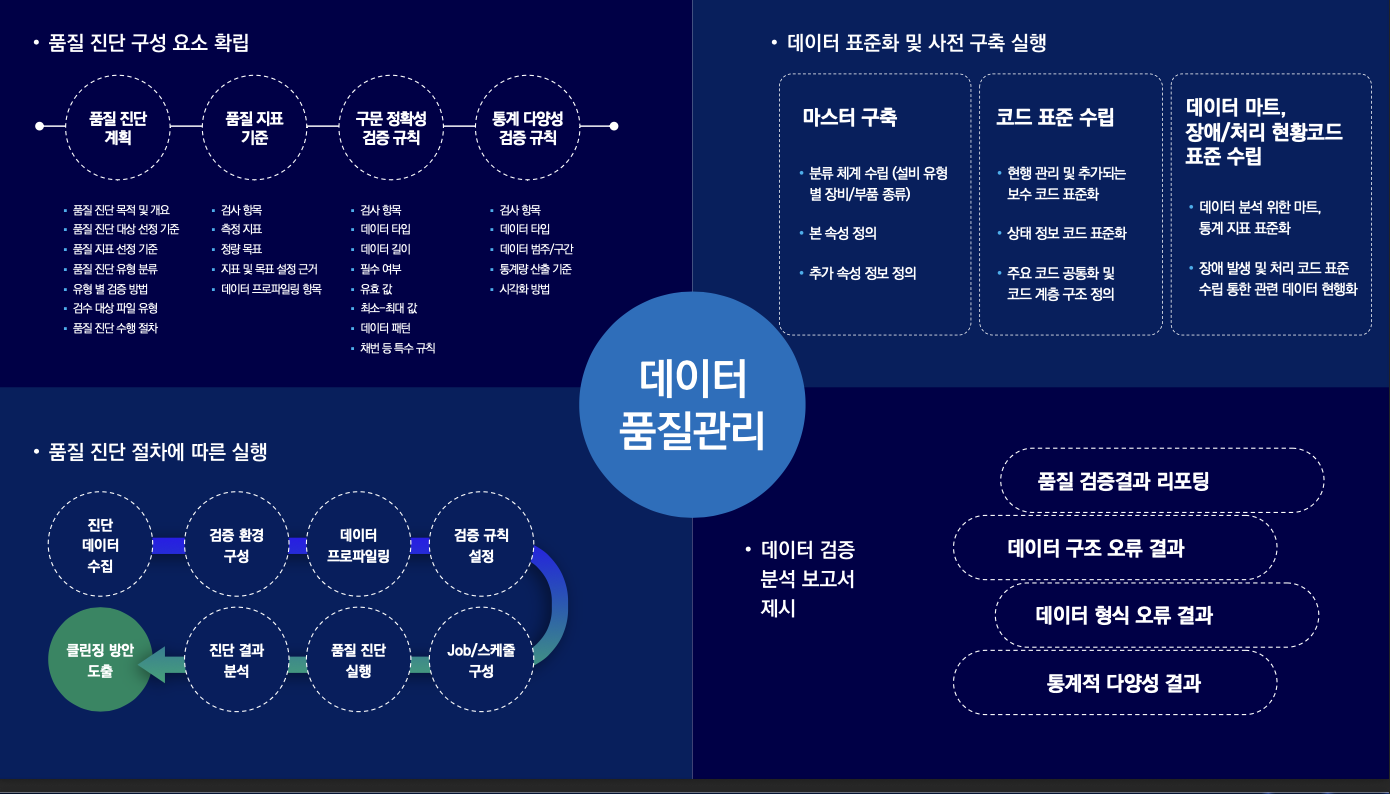 • 품질 진단 구성 요소 확립
품질 진단
계획
품질 지표
기준
구문 정확성
검증 규칙
통계 다양성
검증 규칙
▪ 품질 진단 목적 및 개요
▪ 품질 진단 대상 선정 기준
▪ 품질 지표 선정 기준
▪ 품질 진단 유형 분류
▪ 유형 별 검증 방법
▪ 검수 대상 파일 유형
▪ 품질 진단 수행 절차
▪ 검사 항목
▪ 측정 지표
▪ 정량 목표
▪ 지표 및 목표 설정 근거
▪ 데이터 프로파일링 항목
▪ 검사 항목
▪ 데이터 타입
▪ 데이터 길이
▪ 필수 여부
▪ 유효 값
▪ 최소-최대 값
▪ 데이터 패턴
▪ 채번 등 특수 규칙
▪ 검사 항목
▪ 데이터 타입
▪ 데이터 범주/구간
▪ 통계량 산출 기준
▪ 시각화 방법
• 데이터 표준화 및 사전 구축 실행
마스터 구축
• 분류 체계 수립 (설비 유형
별 장비/부품 종류)
• 본 속성 정의
• 추가 속성 정보 정의
코드 표준 수립
• 현행 관리 및 추가되는
보수 코드 표준화
• 상태 정보 코드 표준화
• 주요 코드 공통화 및
코드 계층 구조 정의
데이터 마트,
장애/처리 현황코드
표준 수립
• 데이터 분석 위한 마트,
통계 지표 표준화
• 장애 발생 및 처리 코드 표준
수립 통한 관련 데이터 현행화
데이터
품질관리
• 품질 진단 절차에 따른 실행
진단
데이터
수집
검증 환경
구성
데이터
프로파일링
검증 규칙
설정
클린징 방안
도출
진단 결과
분석
품질 진단
실행
Job/스케줄
구성
• 데이터 검증
분석 보고서
제시
품질 검증결과 리포팅
데이터 구조 오류 결과
데이터 형식 오류 결과
통계적 다양성 결과